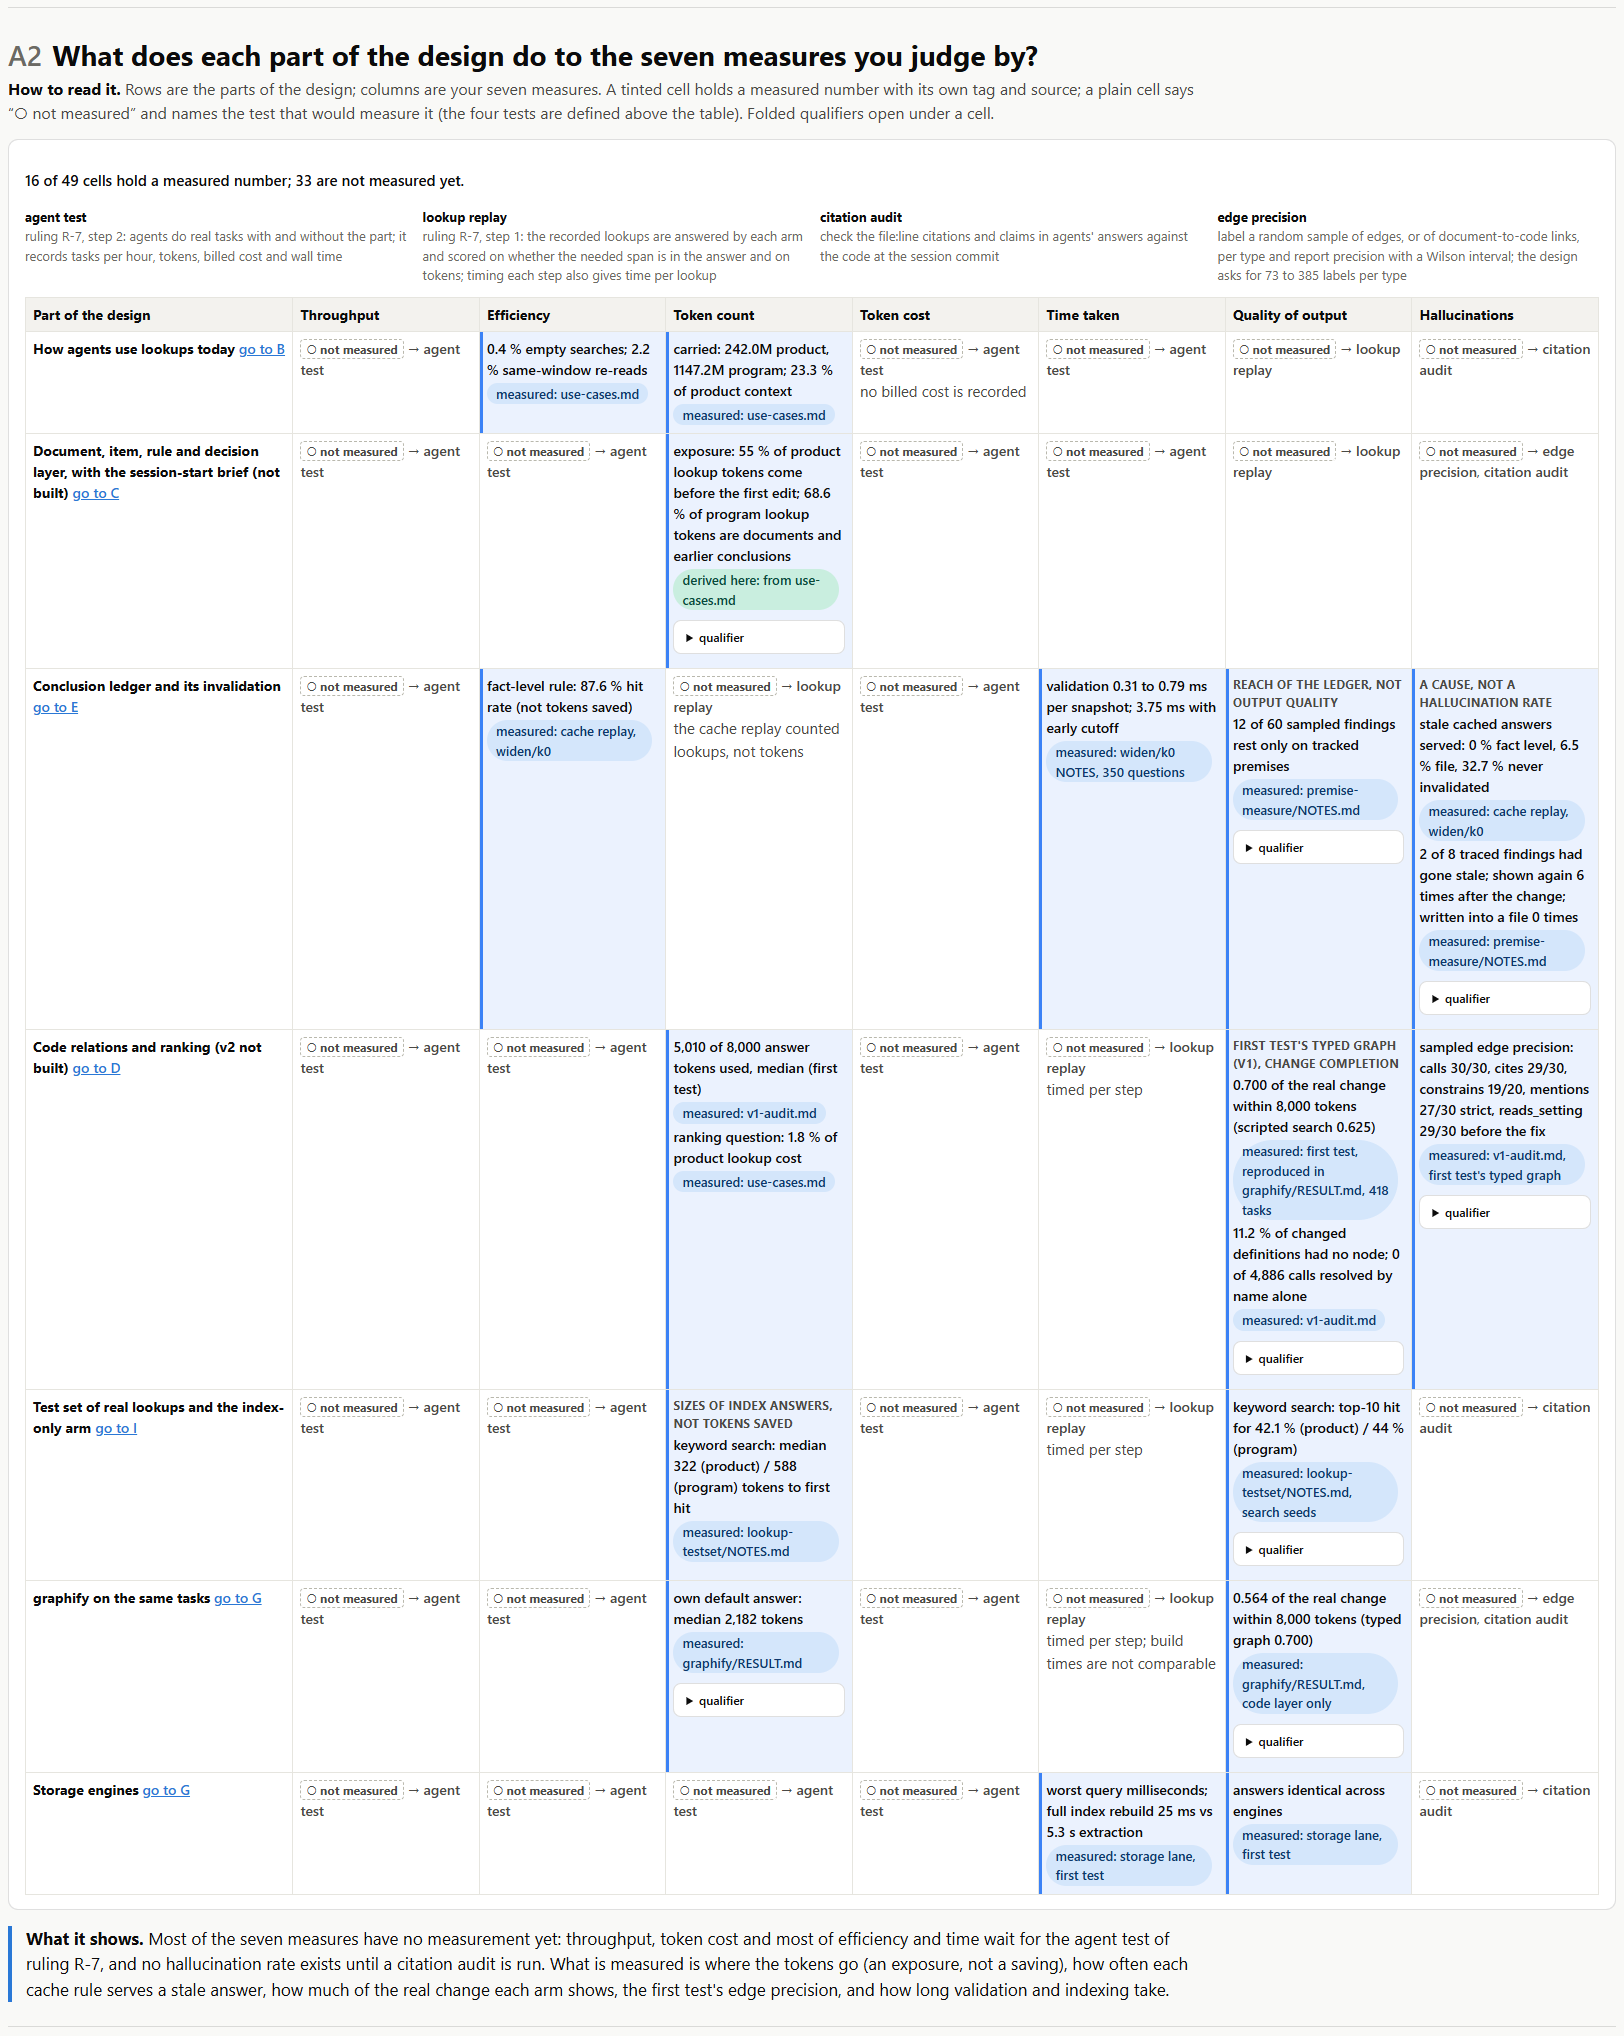 A2 What does each part of the design do to the seven measures you judge by?
How to read it. Rows are the parts of the design; columns are your seven measures. A tinted cell holds a measured number with its own tag and source; a plain cell says
“○ not measured” and names the test that would measure it (the four tests are defined above the table). Folded qualifiers open under a cell.
16 of 49 cells hold a measured number; 33 are not measured yet.
agent test
ruling R-7, step 2: agents do real tasks with and without the part; it
records tasks per hour, tokens, billed cost and wall time
lookup replay
ruling R-7, step 1: the recorded lookups are answered by each arm
and scored on whether the needed span is in the answer and on
tokens; timing each step also gives time per lookup
citation audit
check the file:line citations and claims in agents' answers against
the code at the session commit
edge precision
label a random sample of edges, or of document-to-code links,
per type and report precision with a Wilson interval; the design
asks for 73 to 385 labels per type
Part of the design
Throughput
Efficiency
Token count
Token cost
Time taken
Quality of output
Hallucinations
How agents use lookups today go to B
○ not measured → agent
test
0.4 % empty searches; 2.2
% same-window re-reads
measured: use-cases.md
carried: 242.0M product,
1147.2M program; 23.3 %
of product context
measured: use-cases.md
○ not measured → agent
test
no billed cost is recorded
○ not measured → agent
test
○ not measured → lookup
replay
○ not measured → citation
audit
Document, item, rule and decision
layer, with the session-start brief (not
built) go to C
○ not measured → agent
test
○ not measured → agent
test
exposure: 55 % of product
lookup tokens come
before the first edit; 68.6
% of program lookup
tokens are documents and
earlier conclusions
derived here: from use-
cases.md
▶ qualifier
○ not measured → agent
test
○ not measured → agent
test
○ not measured → lookup
replay
○ not measured → edge
precision, citation audit
Conclusion ledger and its invalidation
go to E
○ not measured → agent
test
fact-level rule: 87.6 % hit
rate (not tokens saved)
measured: cache replay,
widen/k0
○ not measured → lookup
replay
the cache replay counted
lookups, not tokens
○ not measured → agent
test
validation 0.31 to 0.79 ms
per snapshot; 3.75 ms with
early cutoff
measured: widen/k0
NOTES, 350 questions
REACH OF THE LEDGER, NOT
OUTPUT QUALITY
12 of 60 sampled findings
rest only on tracked
premises
measured: premise-
measure/NOTES.md
▶ qualifier
A CAUSE, NOT A
HALLUCINATION RATE
stale cached answers
served: 0 % fact level, 6.5
% file, 32.7 % never
invalidated
measured: cache replay,
widen/k0
2 of 8 traced findings had
gone stale; shown again 6
times after the change;
written into a file 0 times
measured: premise-
measure/NOTES.md
▶ qualifier
Code relations and ranking (v2 not
built) go to D
○ not measured → agent
test
○ not measured → agent
test
5,010 of 8,000 answer
tokens used, median (first
test)
measured: v1-audit.md
ranking question: 1.8 % of
product lookup cost
measured: use-cases.md
○ not measured → agent
test
○ not measured → lookup
replay
timed per step
FIRST TEST'S TYPED GRAPH
(V1), CHANGE COMPLETION
0.700 of the real change
within 8,000 tokens
(scripted search 0.625)
measured: first test,
reproduced in
graphify/RESULT.md, 418
tasks
11.2 % of changed
definitions had no node; 0
of 4,886 calls resolved by
name alone
measured: v1-audit.md
▶ qualifier
sampled edge precision:
calls 30/30, cites 29/30,
constrains 19/20, mentions
27/30 strict, reads_setting
29/30 before the fix
measured: v1-audit.md,
first test's typed graph
▶ qualifier
Test set of real lookups and the index-
only arm go to I
○ not measured → agent
test
○ not measured → agent
test
SIZES OF INDEX ANSWERS,
NOT TOKENS SAVED
keyword search: median
322 (product) / 588
(program) tokens to first
hit
measured: lookup-
testset/NOTES.md
○ not measured → agent
test
○ not measured → lookup
replay
timed per step
keyword search: top-10 hit
for 42.1 % (product) / 44 %
(program)
measured: lookup-
testset/NOTES.md,
search seeds
▶ qualifier
○ not measured → citation
audit
graphify on the same tasks go to G
○ not measured → agent
test
○ not measured → agent
test
own default answer:
median 2,182 tokens
measured:
graphify/RESULT.md
▶ qualifier
○ not measured → agent
test
○ not measured → lookup
replay
timed per step; build
times are not comparable
0.564 of the real change
within 8,000 tokens (typed
graph 0.700)
measured:
graphify/RESULT.md,
code layer only
▶ qualifier
○ not measured → edge
precision, citation audit
Storage engines go to G
○ not measured → agent
test
○ not measured → agent
test
○ not measured → agent
test
○ not measured → agent
test
worst query milliseconds;
full index rebuild 25 ms vs
5.3 s extraction
measured: storage lane,
first test
answers identical across
engines
measured: storage lane,
first test
○ not measured → citation
audit
What it shows. Most of the seven measures have no measurement yet: throughput, token cost and most of efficiency and time wait for the agent test of
ruling R-7, and no hallucination rate exists until a citation audit is run. What is measured is where the tokens go (an exposure, not a saving), how often each
cache rule serves a stale answer, how much of the real change each arm shows, the first test's edge precision, and how long validation and indexing take.